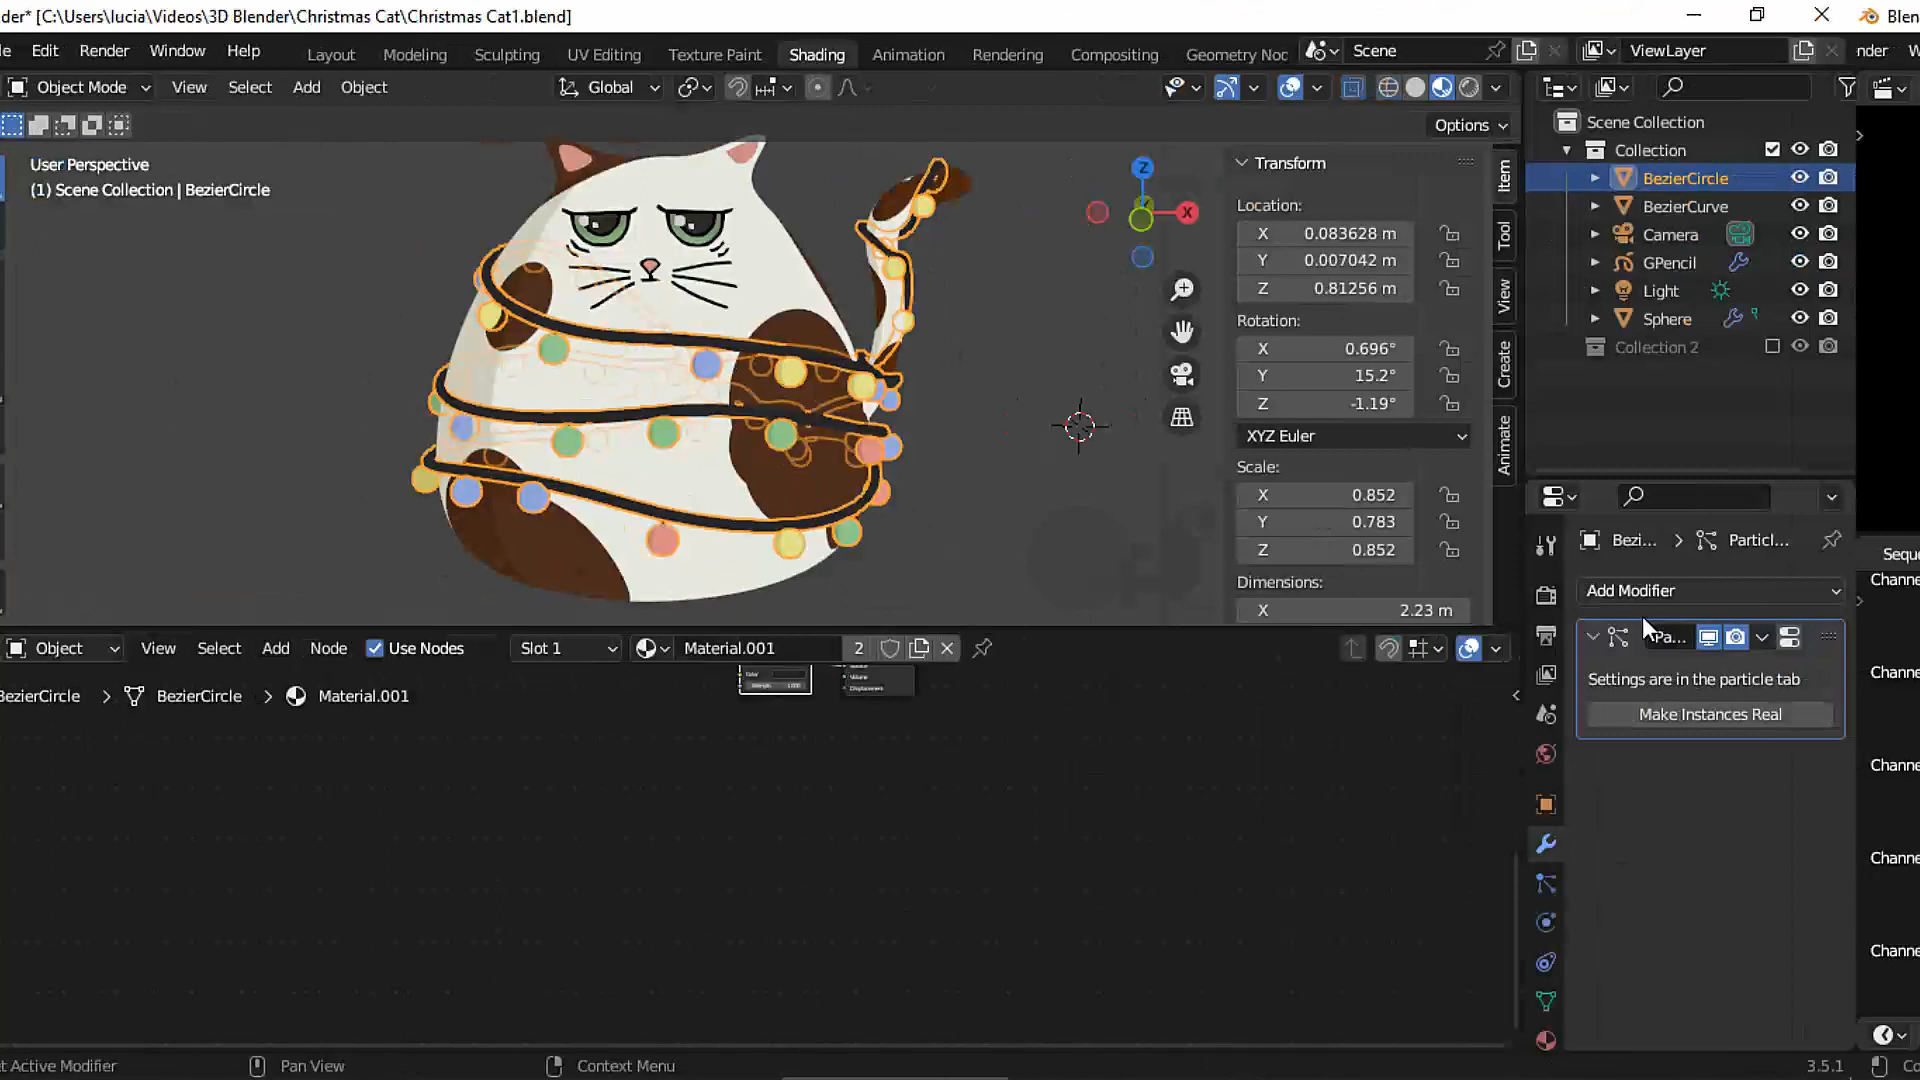 der* [C:\Users\lucia\Videos\3D Blender\Christmas Cat\Christmas Cat1.blend]
Blen
Edit Render Window Help Layout Modeling Sculpting UV Editing Texture Paint Shading Animation Rendering Compositing Geometry Noc Scene ViewLayer nder
Object Mode View Select Add Object Global
Options
User Perspective
(1) Scene Collection | BezierCircle
Transform
Location:
X 0.083628 m
Y 0.007042 m
Z 0.81256 m
Rotation:
X 0.696°
Y 15.2°
Z -1.19°
XYZ Euler
Scale:
X 0.852
Y 0.783
Z 0.852
Dimensions:
X 2.23 m
Z
X
Item
Tool
View
Create
Animate
Scene Collection
Collection
BezierCircle
BezierCurve
Camera
GPencil
Light
Sphere
Collection 2
Bezi... > Particl...
Add Modifier
Pa...
Settings are in the particle tab
Make Instances Real
Seque
Channe
Channe
Channe
Channe
Channe
Object View Select Add Node Use Nodes Slot 1 Material.001 2
ezierCircle > BezierCircle > Material.001
Color
Strength
Volume
Displacement
t Active Modifier
Pan View
Context Menu
3.5.1
Co